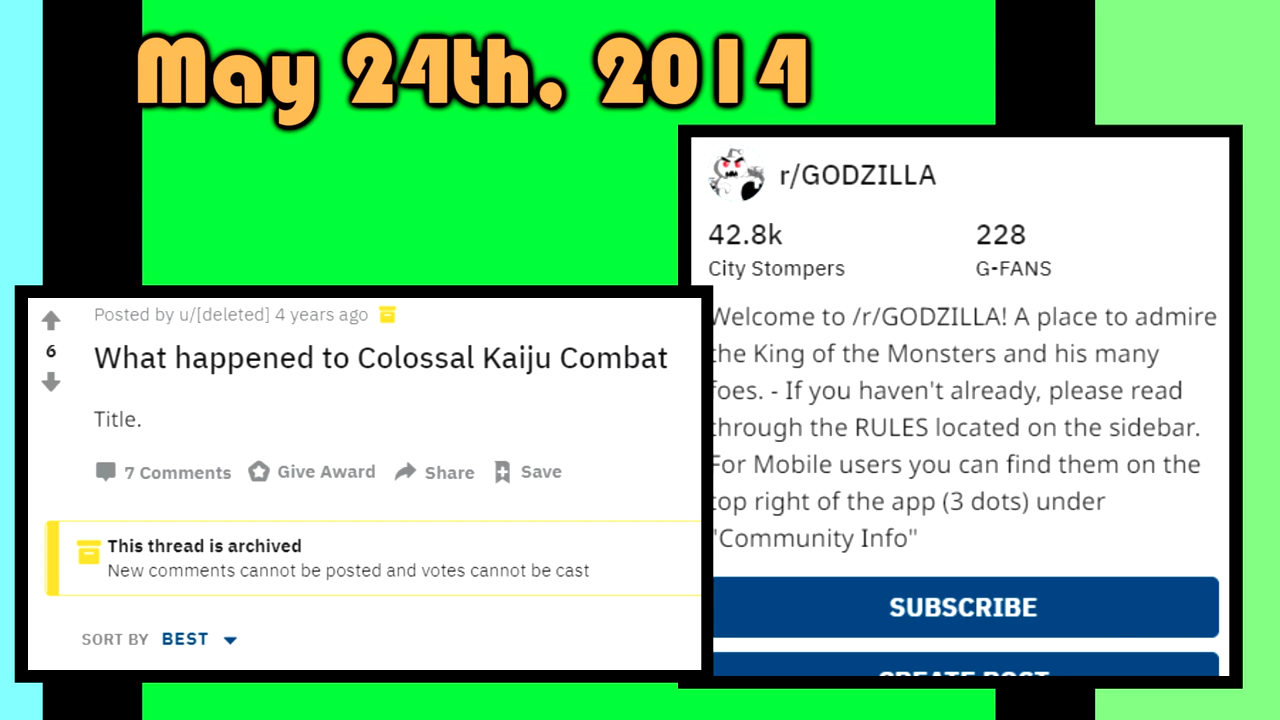 May 24th, 2014
r/GODZILLA
42.8k
228
City Stompers
G-FANS
Welcome to /r/GODZILLA! A place to admire
the King of the Monsters and his many
foes. - If you haven't already, please read
through the RULES located on the sidebar.
For Mobile users you can find them on the
top right of the app (3 dots) under
"Community Info"
SUBSCRIBE
CREATE POST
Posted by u/[deleted] 4 years ago
6
What happened to Colossal Kaiju Combat
Title.
7 Comments Give Award Share Save
This thread is archived
New comments cannot be posted and votes cannot be cast
SORT BY BEST